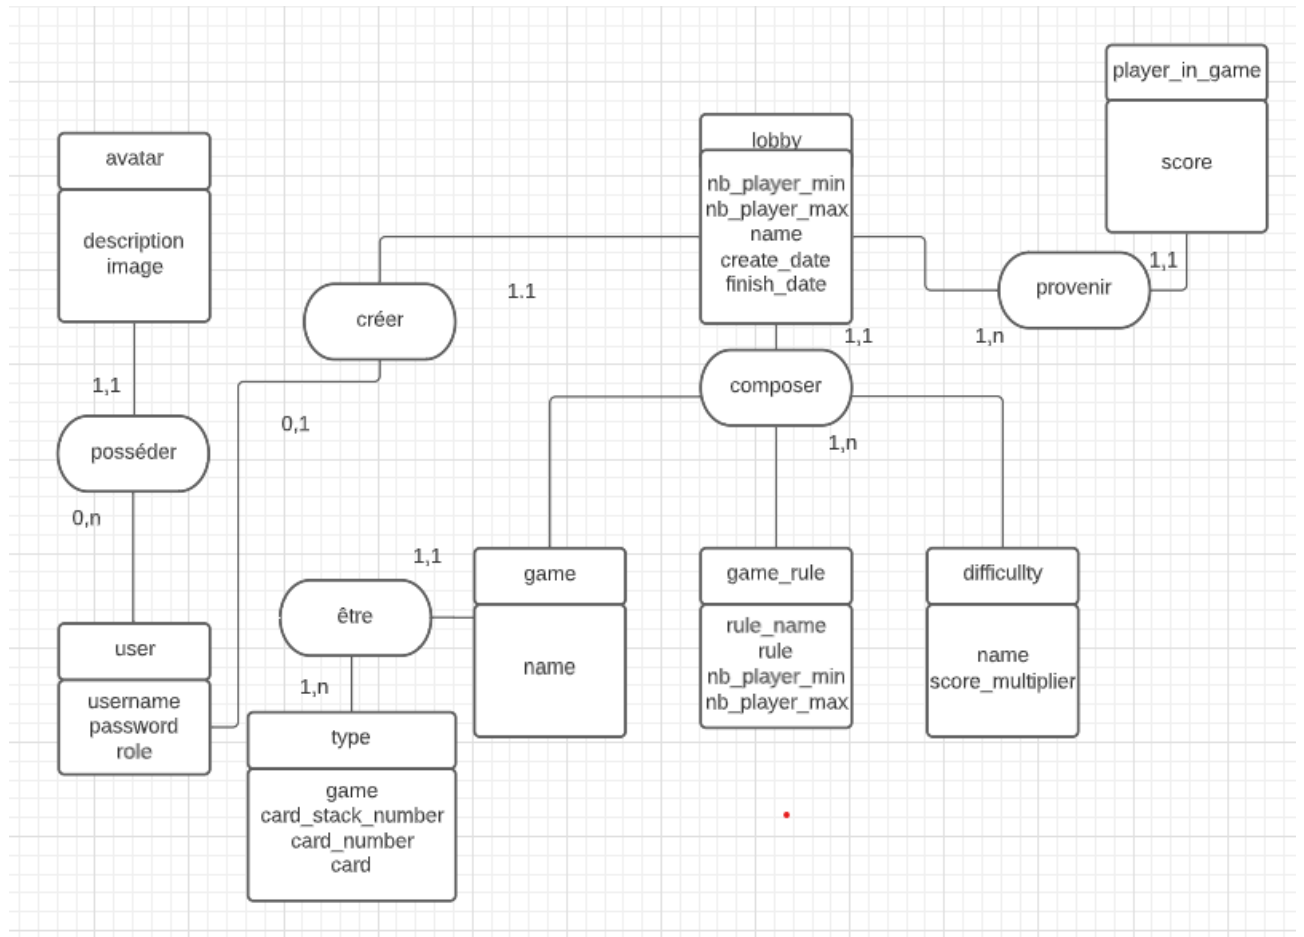 player_in_game
score
lobby
nb_player_min
nb_player_max
name
create_date
finish_date
avatar
description
image
créer
1.1
provenir
1,1
1,n
1,1
composer
1,n
1,1
posséder
0,n
0,1
user
username
password
role
être
1,1
1,n
type
game
card_stack_number
card_number
card
game
name
game_rule
rule_name
rule
nb_player_min
nb_player_max
difficullty
name
score_multiplier